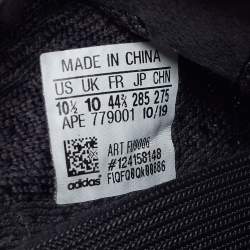 MADE IN CHINA
US UK FR JP CHN
10½ 10 44⅔ 285 275
APE 779001 10/19
ART
#124158148
adidas